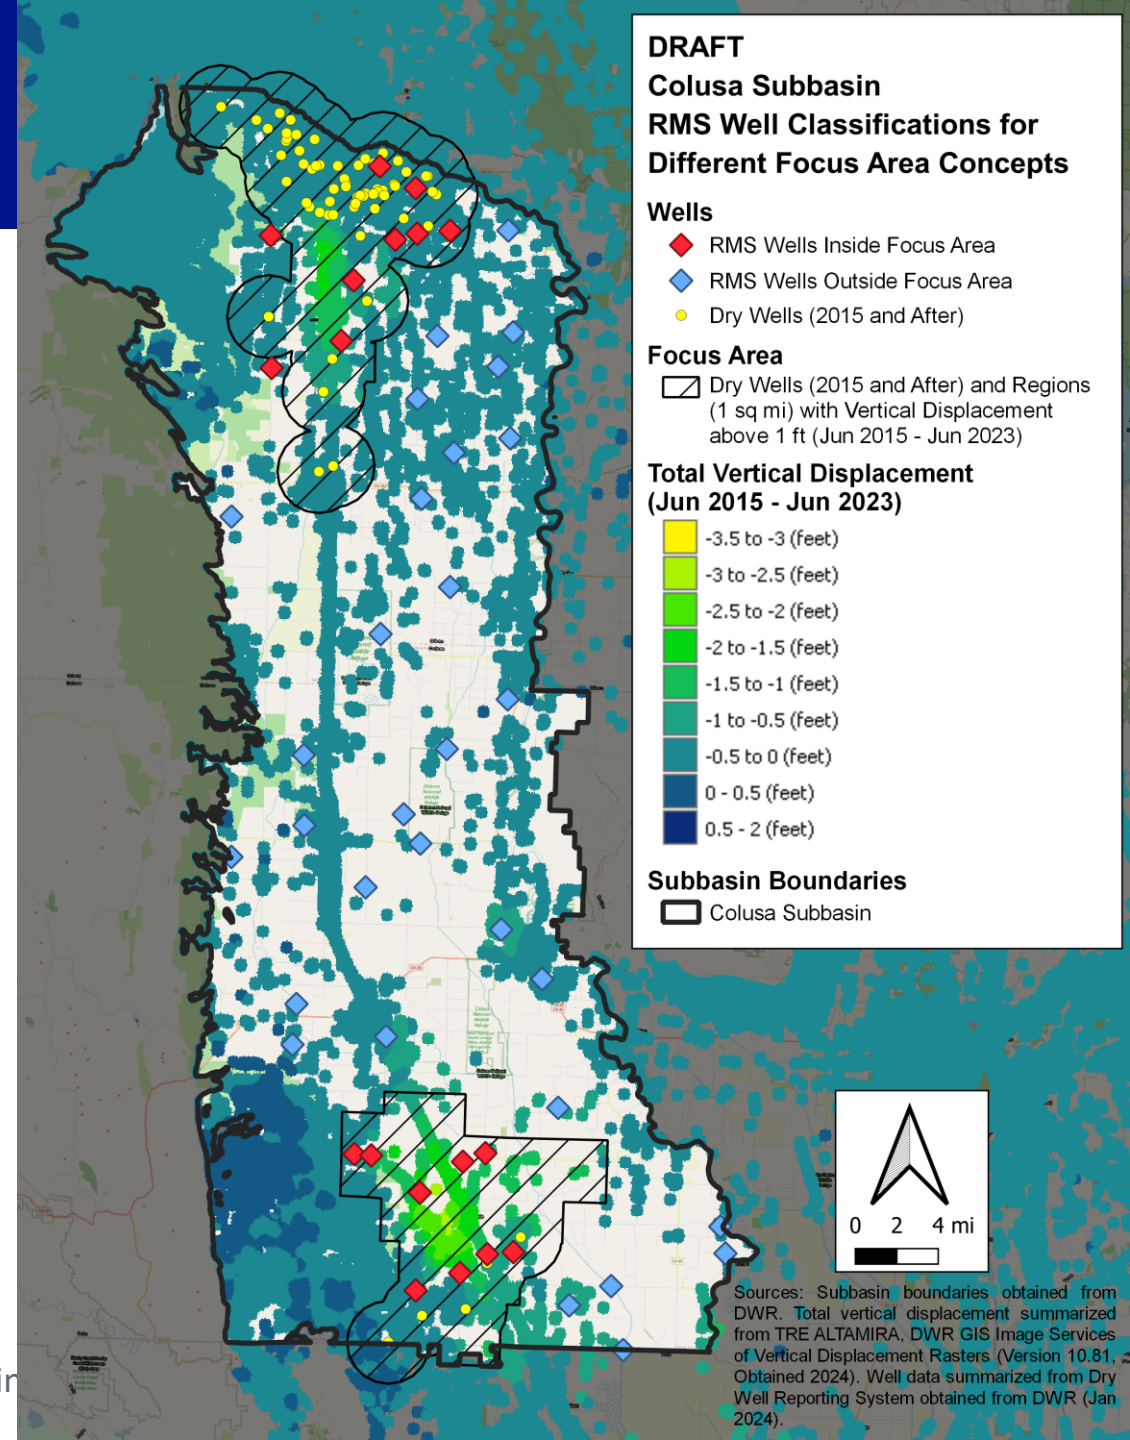 DRAFT
Colusa Subbasin
RMS Well Classifications for
Different Focus Area Concepts
Wells
RMS Wells Inside Focus Area
RMS Wells Outside Focus Area
Dry Wells (2015 and After)
Focus Area
Dry Wells (2015 and After) and Regions
(1 sq mi) with Vertical Displacement
above 1 ft (Jun 2015 - Jun 2023)
Total Vertical Displacement
(Jun 2015 - Jun 2023)
-3.5 to -3 (feet)
-3 to -2.5 (feet)
-2.5 to -2 (feet)
-2 to -1.5 (feet)
-1.5 to -1 (feet)
-1 to -0.5 (feet)
-0.5 to 0 (feet)
0 - 0.5 (feet)
0.5 - 2 (feet)
Subbasin Boundaries
Colusa Subbasin
0 2 4 mi
Sources: Subbasin boundaries obtained from
DWR. Total vertical displacement summarized
from TRE ALTAMIRA, DWR GIS Image Services
of Vertical Displacement Rasters (Version 10.81,
Obtained 2024). Well data summarized from Dry
Well Reporting System obtained from DWR (Jan
2024).